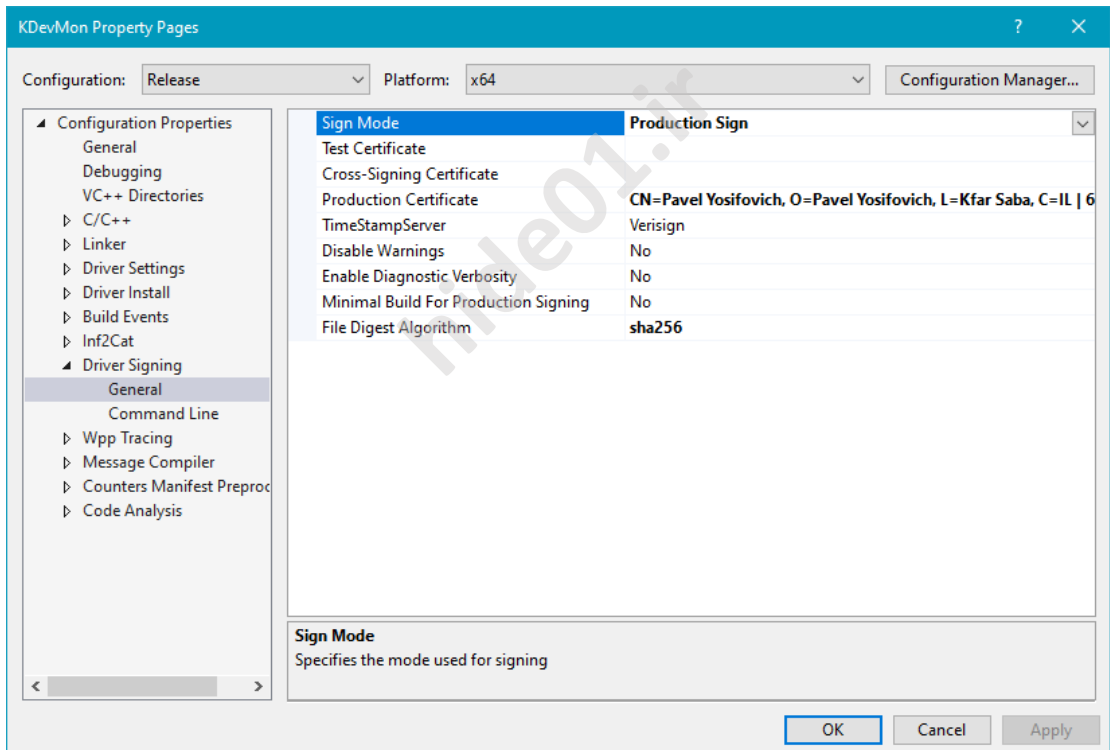 KDevMon Property Pages
?
Configuration: Release Platform: x64 Configuration Manager...
Configuration Properties
General
Debugging
VC++ Directories
C/C++
Linker
Driver Settings
Driver Install
Build Events
Inf2Cat
Driver Signing
General
Command Line
Wpp Tracing
Message Compiler
Counters Manifest Preproc
Code Analysis
Sign Mode Production Sign
Test Certificate
Cross-Signing Certificate
Production Certificate CN=Pavel Yosifovich, O=Pavel Yosifovich, L=Kfar Saba, C=IL | 6
TimeStampServer Verisign
Disable Warnings No
Enable Diagnostic Verbosity No
Minimal Build For Production Signing No
File Digest Algorithm sha256
hide01.ir
Sign Mode
Specifies the mode used for signing
OK Cancel Apply